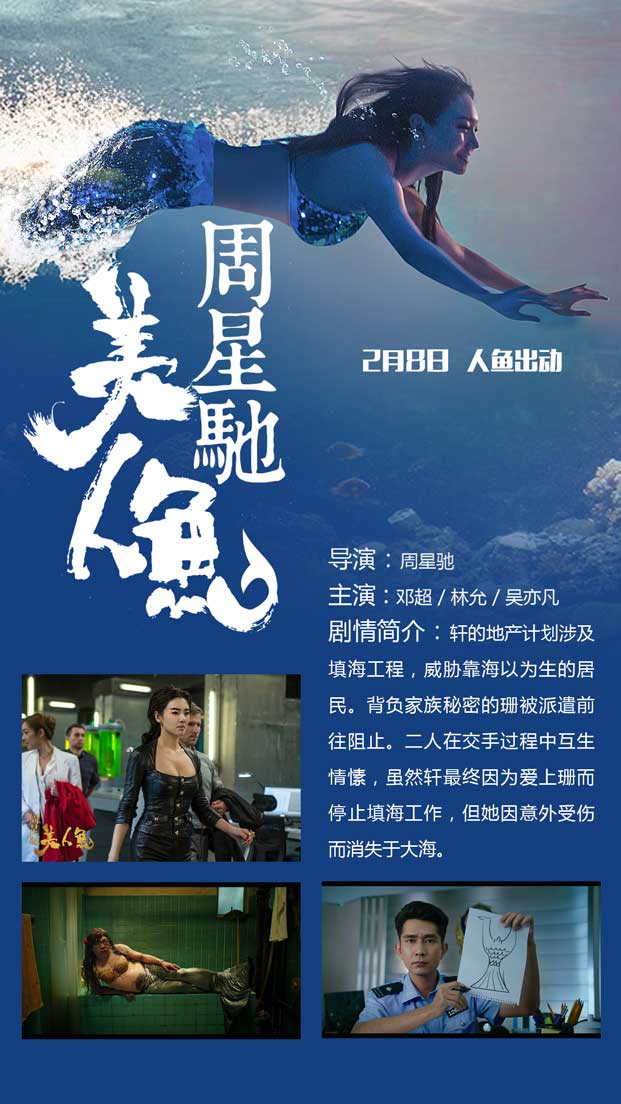 周星馳
美人魚
2月8日 人鱼出动
导演：周星驰
主演:邓超/林允/吴亦凡
剧情简介：轩的地产计划涉及
填海工程，威胁靠海以为生的居
民。背负家族秘密的珊被派遣前
往阻止。二人在交手过程中互生
情愫，虽然轩最终因为爱上珊而
停止填海工作，但她因意外受伤
而消失于大海。
美人魚